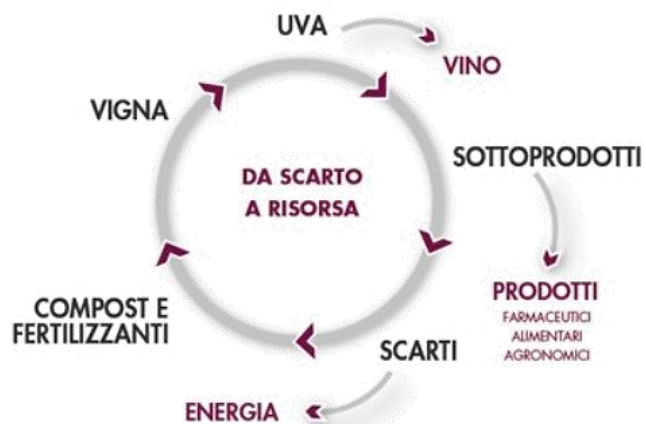 UVA
VINO
VIGNA
SOTTOPRODOTTI
DA SCARTO
A RISORSA
PRODOTTI
FARMACEUTICI
ALIMENTARI
AGRONOMICI
COMPOST E
FERTILIZZANTI
SCARTI
ENERGIA